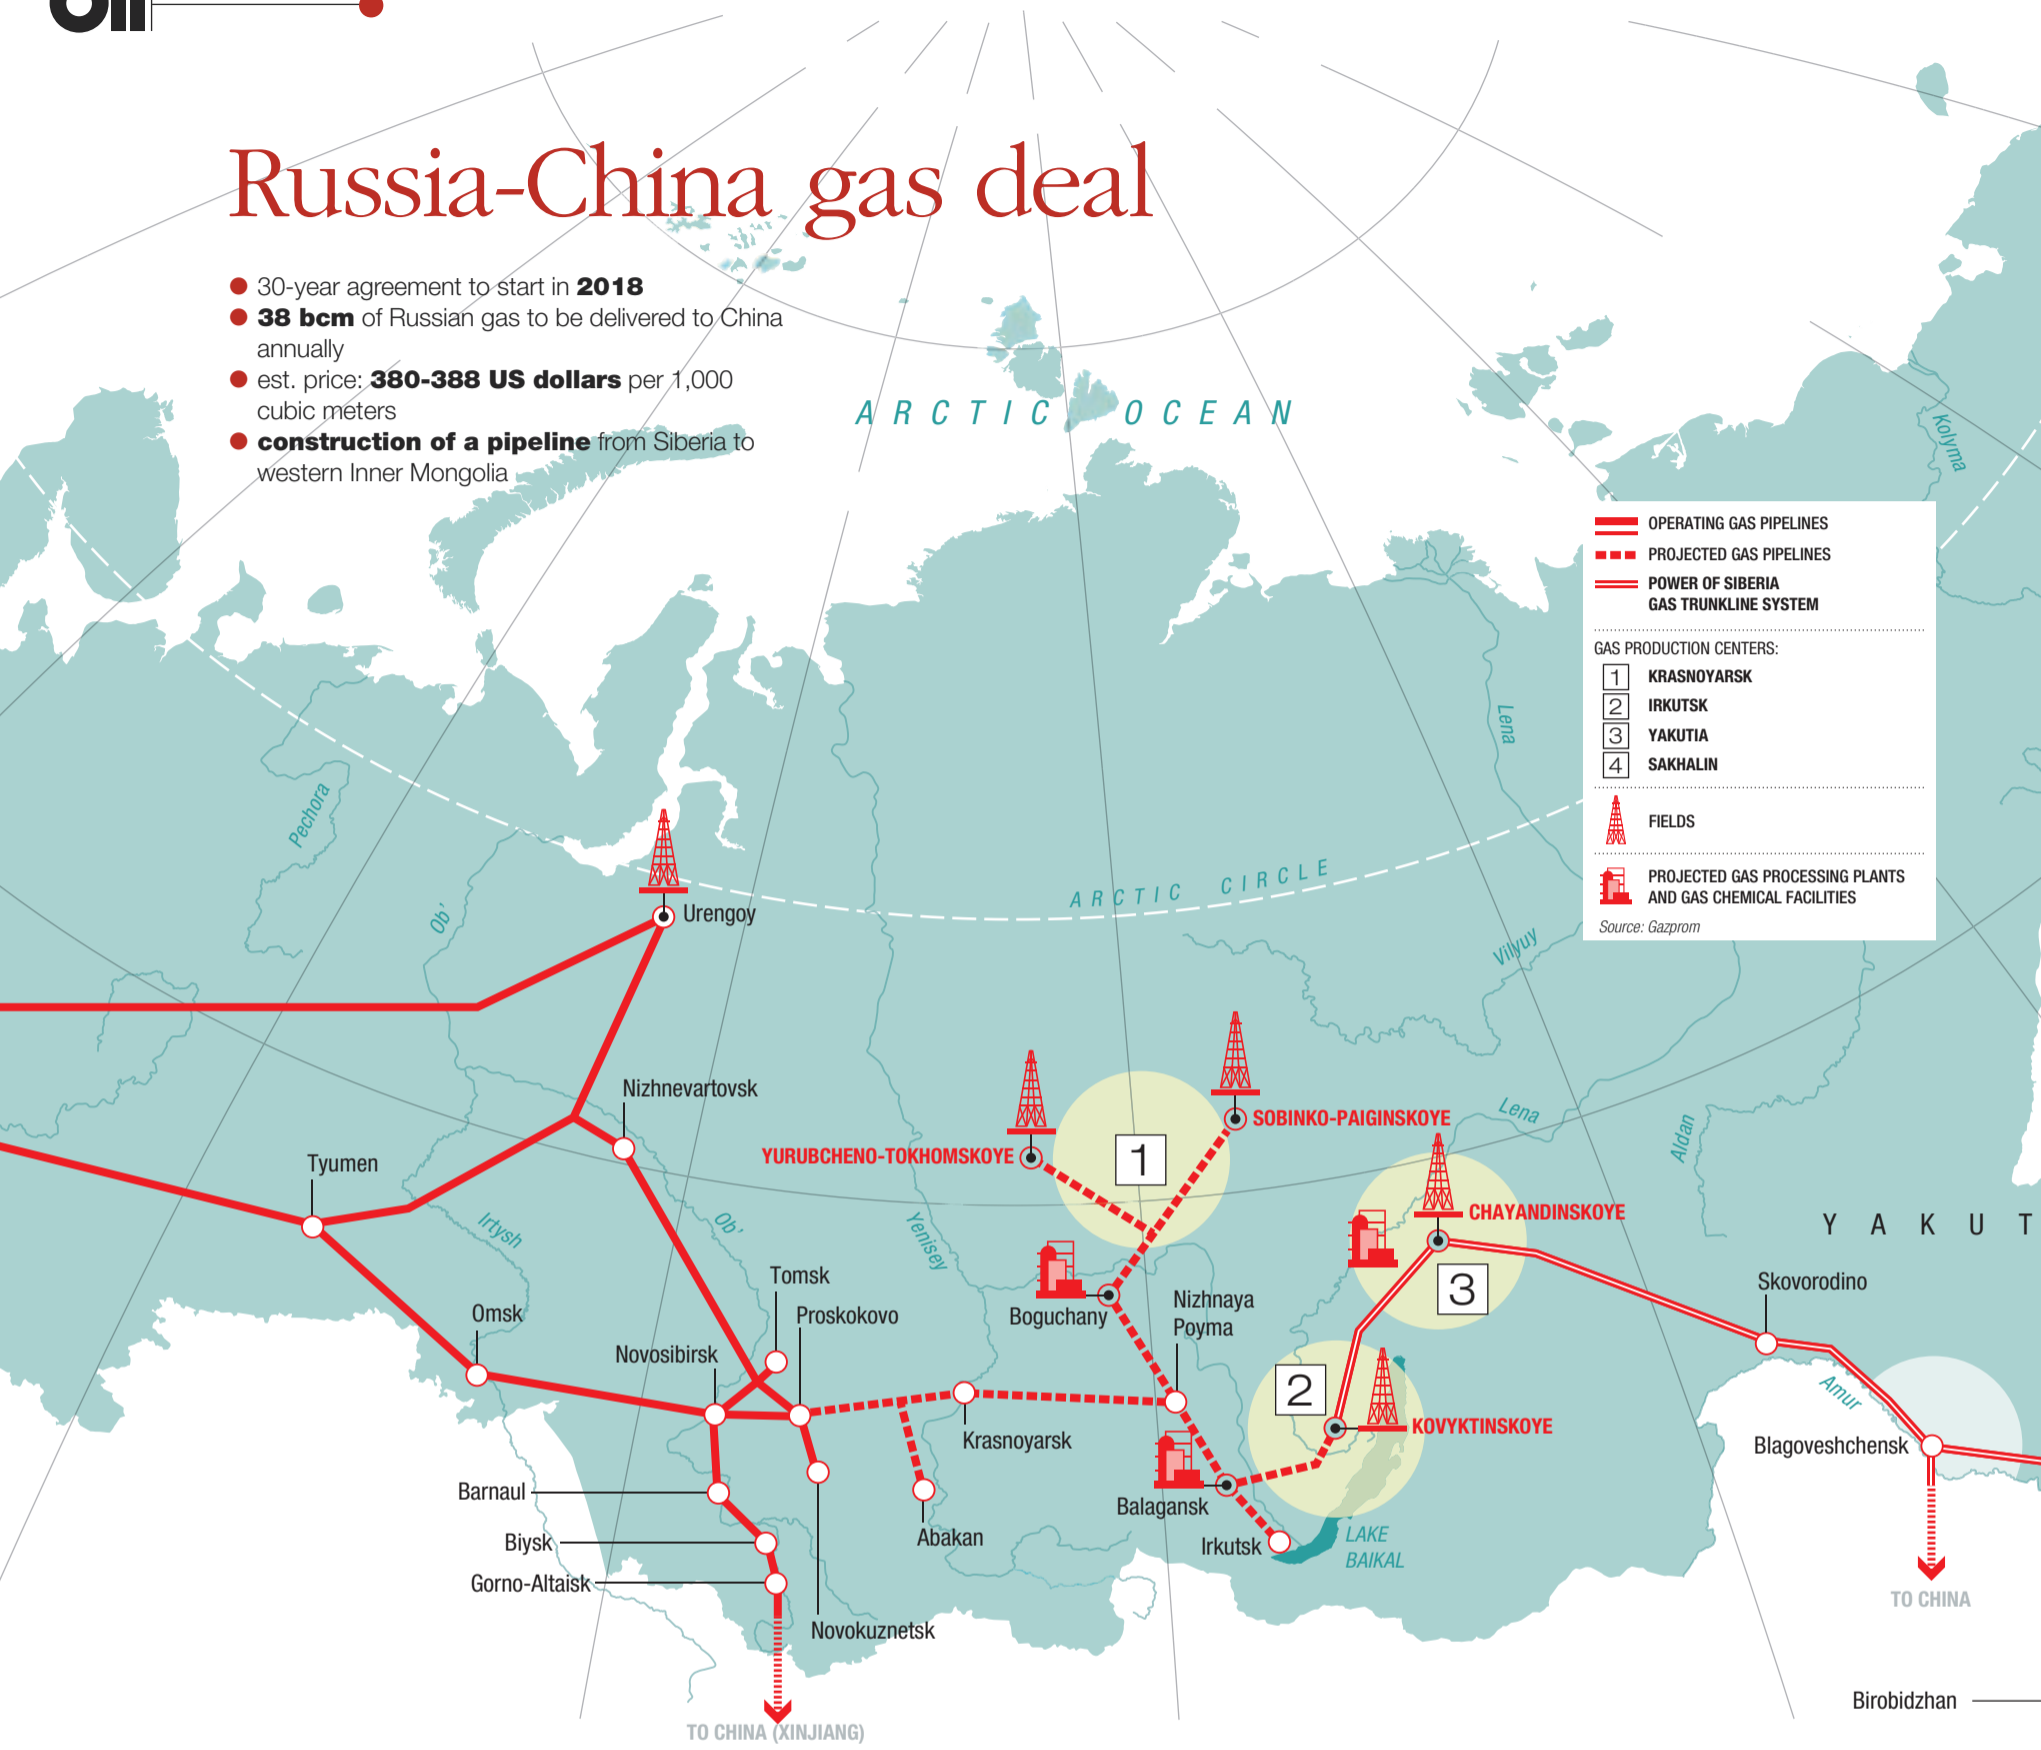 Oil
Russia-China gas deal
30-year agreement to start in 2018
38 bcm of Russian gas to be delivered to China
annually
est. price: 380-388 US dollars per 1,000
cubic meters
construction of a pipeline from Siberia to
western Inner Mongolia
ARCTIC OCEAN
Kolyma
OPERATING GAS PIPELINES
PROJECTED GAS PIPELINES
POWER OF SIBERIA
GAS TRUNKLINE SYSTEM
GAS PRODUCTION CENTERS:
1 KRASNOYARSK
2 IRKUTSK
3 YAKUTIA
4 SAKHALIN
FIELDS
PROJECTED GAS PROCESSING PLANTS
AND GAS CHEMICAL FACILITIES
Source: Gazprom
Lena
Pechora
Ob'
ARCTIC CIRCLE
Urengoy
Vilyuy
Nizhnevartovsk
SOBINKO-PAIGINSKOYE
Lena
Aldan
YURUBCHENO-TOKHOMSKOYE
1
Tyumen
Irtysh
Ob'
Yenisey
CHAYANDINSKOYE
YAKUT
3
Tomsk
Skovorodino
Omsk
Proskokovo
Boguchany
Nizhnaya
Poyma
Novosibirsk
2
Amur
Krasnoyarsk
KOVYKTINSKOYE
Blagoveshchensk
Barnaul
Balagansk
Abakan
Irkutsk
LAKE
BAIKAL
Biysk
Gorno-Altaisk
TO CHINA
Novokuznetsk
Birobidzhan
TO CHINA (XINJIANG)